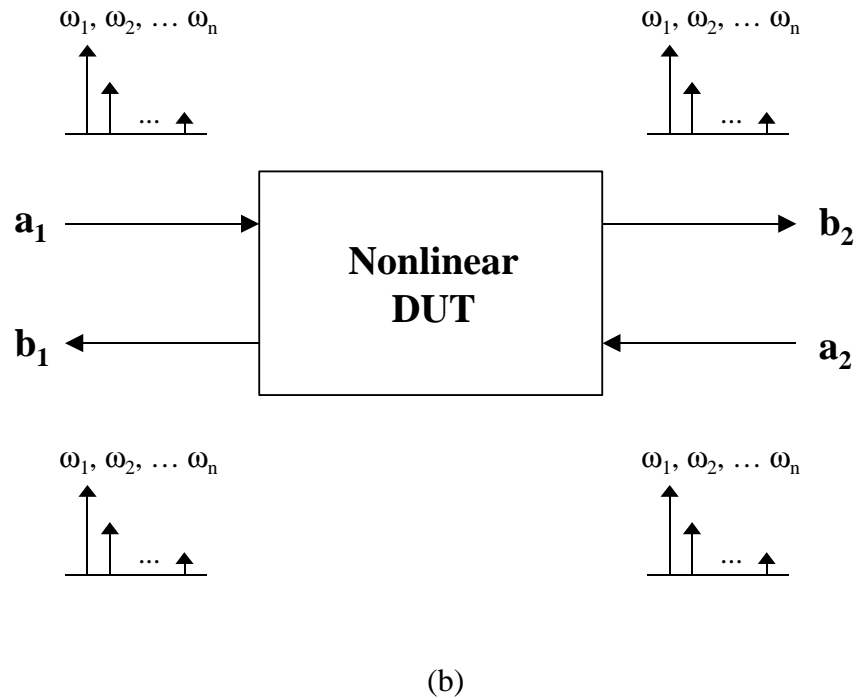 ω₁, ω₂, … ωₙ ω₁, ω₂, … ωₙ
... ...
a₁ b₂
Nonlinear
DUT
b₁ a₂
ω₁, ω₂, … ωₙ ω₁, ω₂, … ωₙ
... ...
(b)